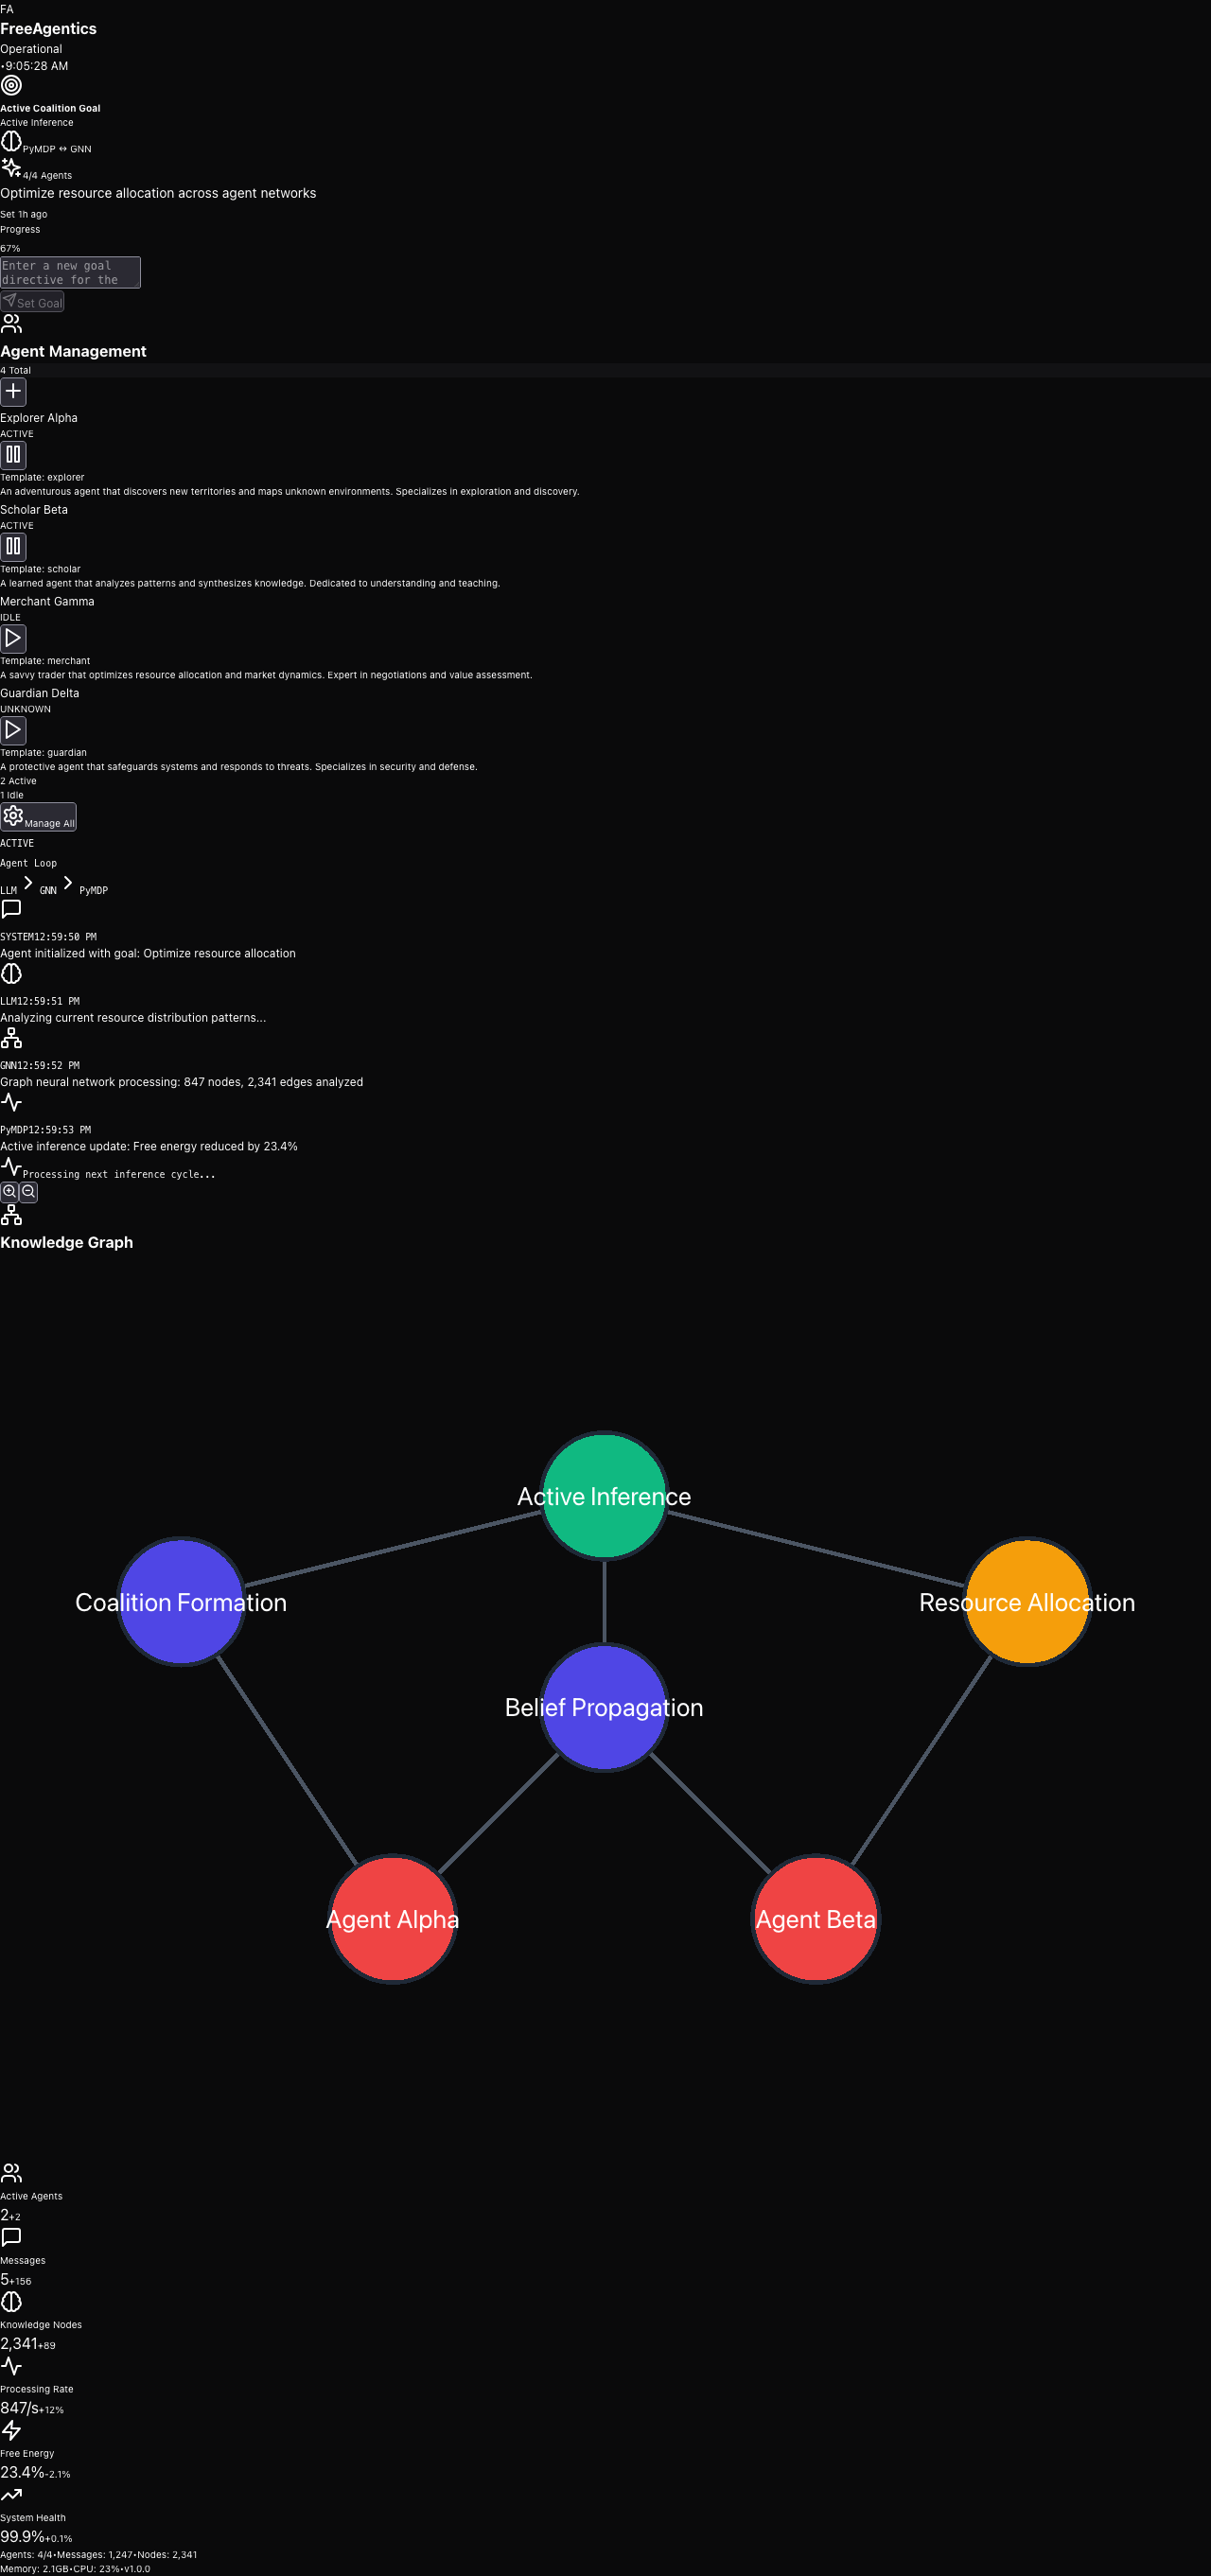 FA
FreeAgentics
Operational
•9:05:28 AM
Active Coalition Goal
Active Inference
PyMDP ↔ GNN
4/4 Agents
Optimize resource allocation across agent networks
Set 1h ago
Progress
67%
Enter a new goal
directive for the
Set Goal
Agent Management
4 Total
Explorer Alpha
ACTIVE
Template: explorer
An adventurous agent that discovers new territories and maps unknown environments. Specializes in exploration and discovery.
Scholar Beta
ACTIVE
Template: scholar
A learned agent that analyzes patterns and synthesizes knowledge. Dedicated to understanding and teaching.
Merchant Gamma
IDLE
Template: merchant
A savvy trader that optimizes resource allocation and market dynamics. Expert in negotiations and value assessment.
Guardian Delta
UNKNOWN
Template: guardian
A protective agent that safeguards systems and responds to threats. Specializes in security and defense.
2 Active
1 Idle
Manage All
ACTIVE
Agent Loop
LLM > GNN > PyMDP
SYSTEM12:59:50 PM
Agent initialized with goal: Optimize resource allocation
LLM12:59:51 PM
Analyzing current resource distribution patterns...
GNN12:59:52 PM
Graph neural network processing: 847 nodes, 2,341 edges analyzed
PyMDP12:59:53 PM
Active inference update: Free energy reduced by 23.4%
Processing next inference cycle...
Knowledge Graph
Active Inference
Coalition Formation
Resource Allocation
Belief Propagation
Agent Alpha
Agent Beta
Active Agents
2+2
Messages
5+156
Knowledge Nodes
2,341+89
Processing Rate
847/s+12%
Free Energy
23.4%-2.1%
System Health
99.9%+0.1%
Agents: 4/4•Messages: 1,247•Nodes: 2,341
Memory: 2.1GB•CPU: 23%•v1.0.0